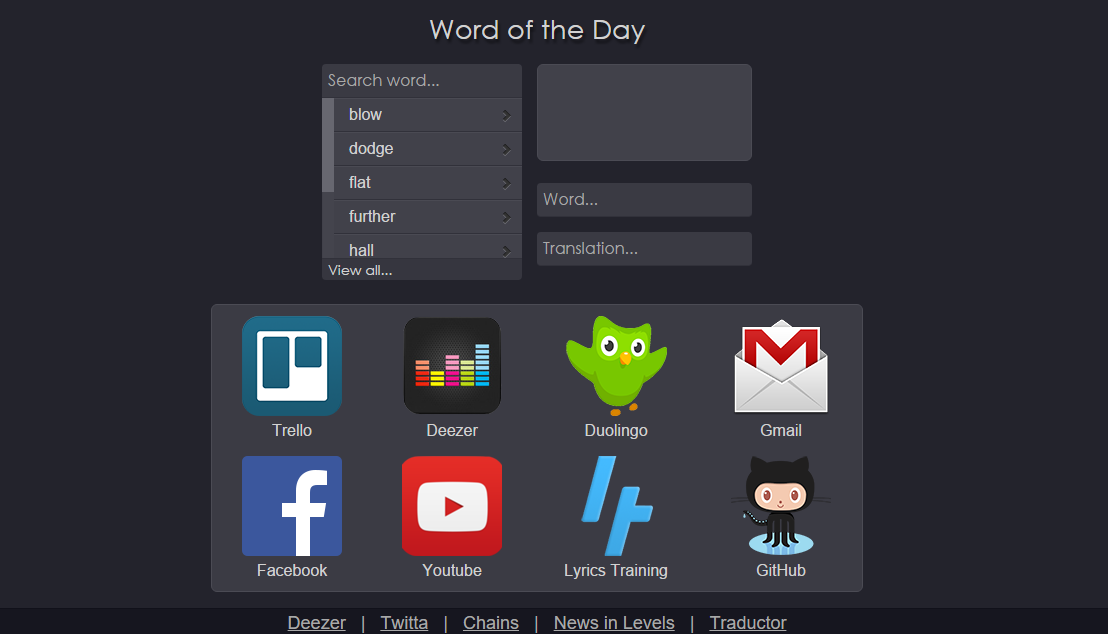 Word of the Day
Search word...
blow
dodge
flat
further
hall
View all...
Word...
Translation...
Trello
Deezer
Duolingo
Gmail
Facebook
Youtube
Lyrics Training
GitHub
Deezer | Twitta | Chains | News in Levels | Traductor